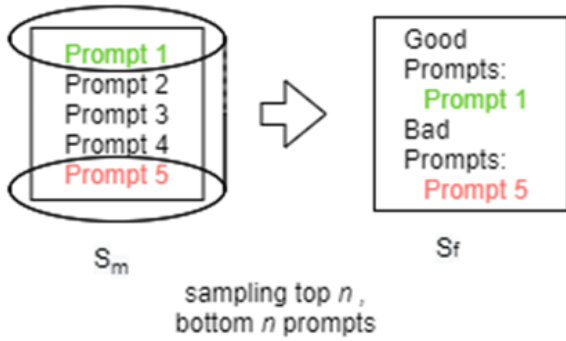 Prompt 1
Prompt 2
Prompt 3
Prompt 4
Prompt 5
Sm
Good
Prompts:
Prompt 1
Bad
Prompts:
Prompt 5
Sf
sampling top n ,
bottom n prompts